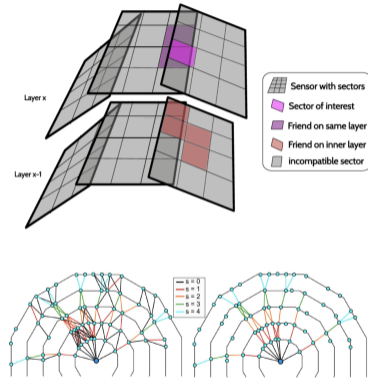 Layer x
Layer x-1
Sensor with sectors
Sector of interest
Friend on same layer
Friend on inner layer
incompatible sector
s = 0
s = 1
s = 2
s = 3
s = 4